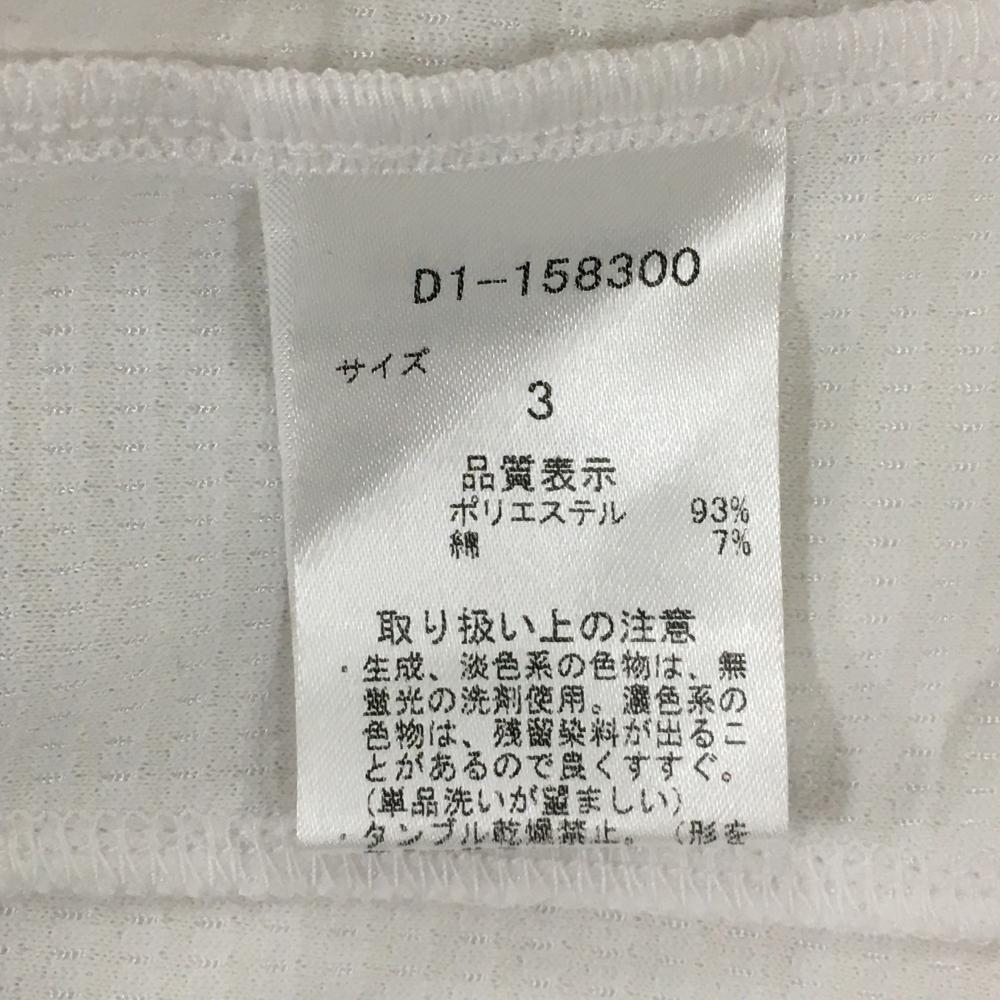 D1-158300
サイズ
3
品質表示
ポリエステル 93%
綿 7%
取り扱い上の注意
・生成、淡色系の色物は、無
蛍光の洗剤使用。濃色系の
色物は、残留染料が出るこ
とがあるので良くすすぐ。
(単品洗いが望ましい)
・タンブル乾燥禁止。(形を